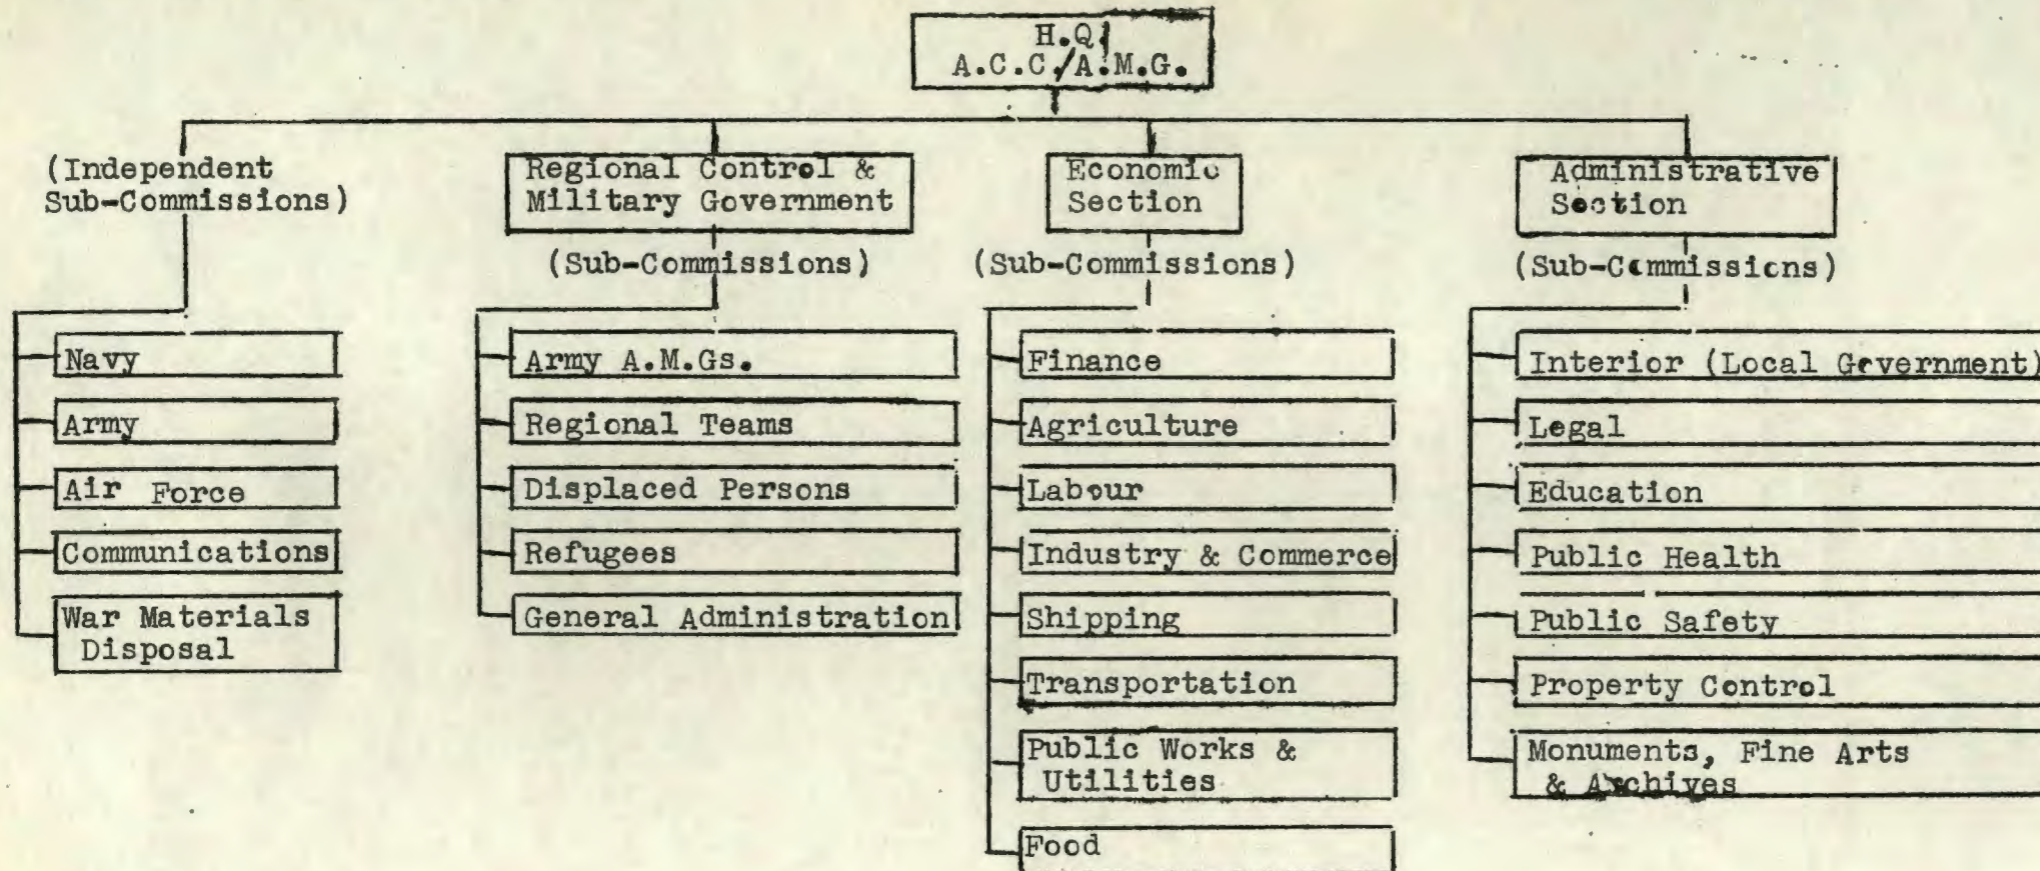 H.Q.
A.C.C./A.M.G.
(Independent
Sub-Commissions)
Navy
Army
Air Force
Communications
War Materials
Disposal
Regional Control &
Military Government
(Sub-Commissions)
Army A.M.Gs.
Regional Teams
Displaced Persons
Refugees
General Administration
Economic
Section
(Sub-Commissions)
Finance
Agriculture
Labour
Industry & Commerce
Shipping
Transportation
Public Works &
Utilities
Food
Administrative
Section
(Sub-Commissions)
Interior (Local Government)
Legal
Education
Public Health
Public Safety
Property Control
Monuments, Fine Arts
& Archives